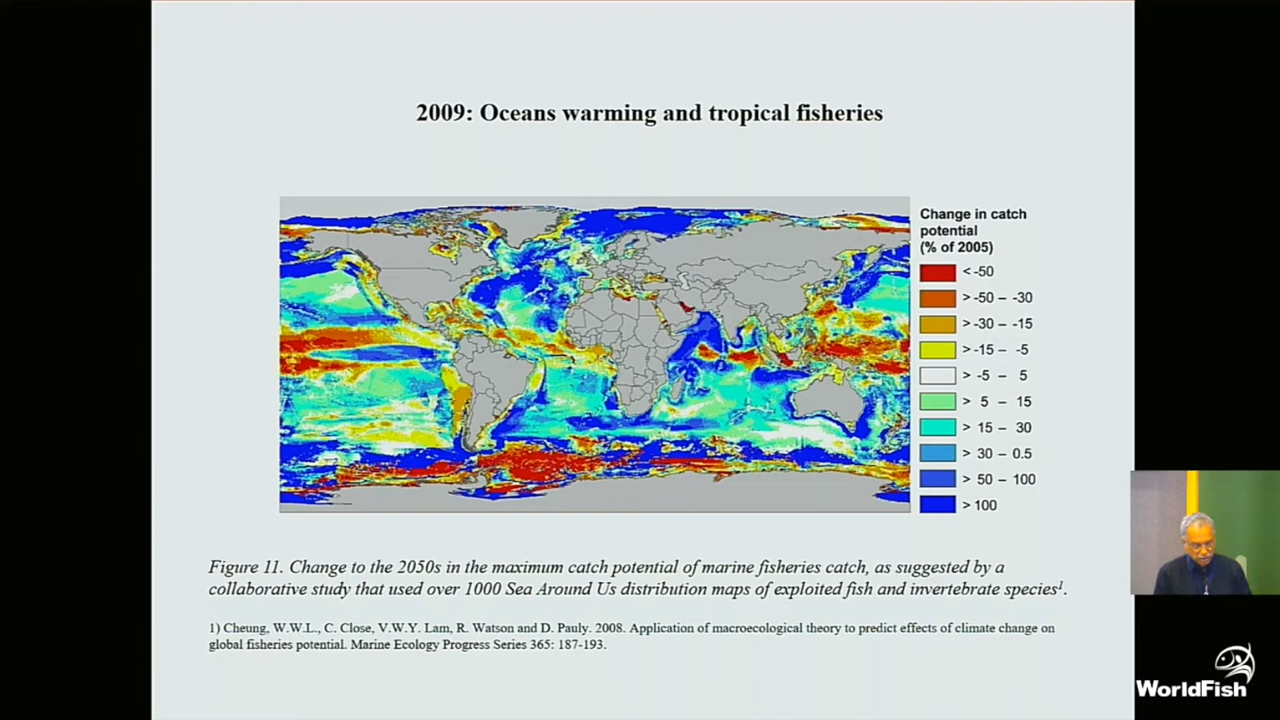 2009: Oceans warming and tropical fisheries
Change in catch
potential
(% of 2005)
< -50
> -50 – -30
> -30 – -15
> -15 – -5
> -5 – 5
> 5 – 15
> 15 – 30
> 30 – 0.5
> 50 – 100
> 100
Figure 11. Change to the 2050s in the maximum catch potential of marine fisheries catch, as suggested by a
collaborative study that used over 1000 Sea Around Us distribution maps of exploited fish and invertebrate species¹.
1) Cheung, W.W.L., C. Close, V.W.Y. Lam, R. Watson and D. Pauly. 2008. Application of macroecological theory to predict effects of climate change on
global fisheries potential. Marine Ecology Progress Series 365: 187-193.
WorldFish